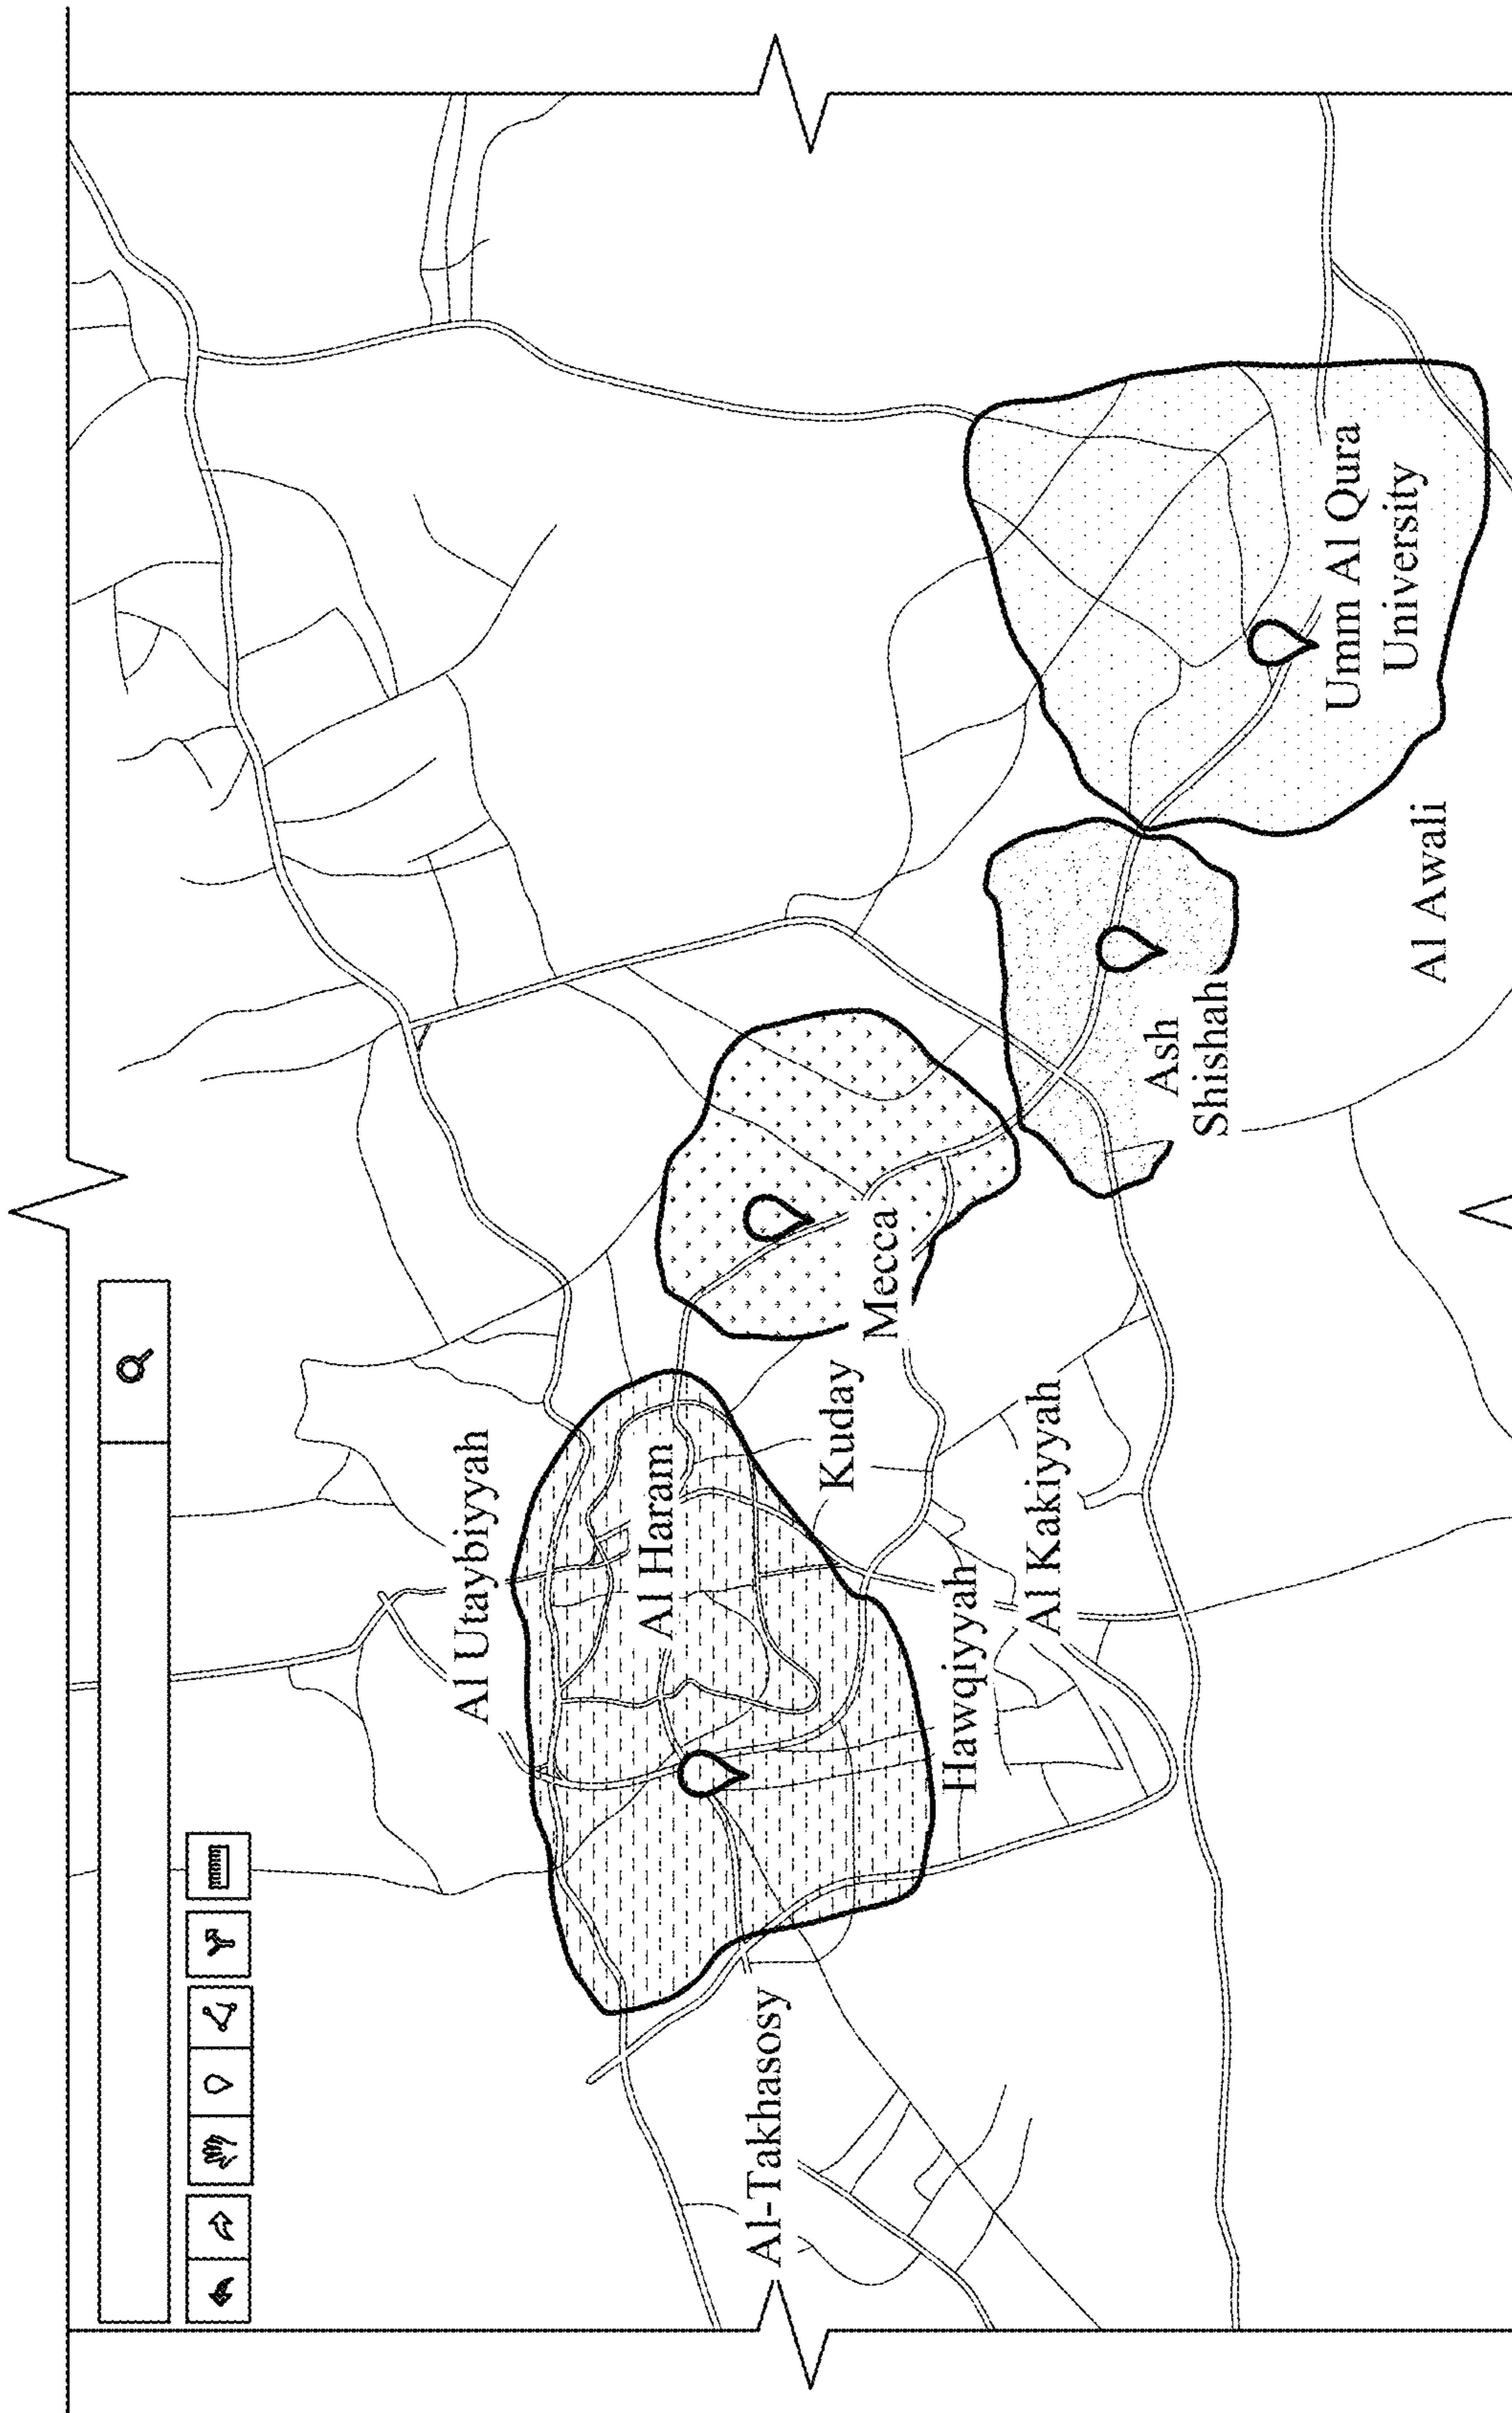 Al Utaybiyyah
Al Haram
Al-Takhasosy
Kuday
Mecca
Hawqiyyah
Al Kakiyyah
Ash
Shishah
Umm Al Qura
University
Al Awali